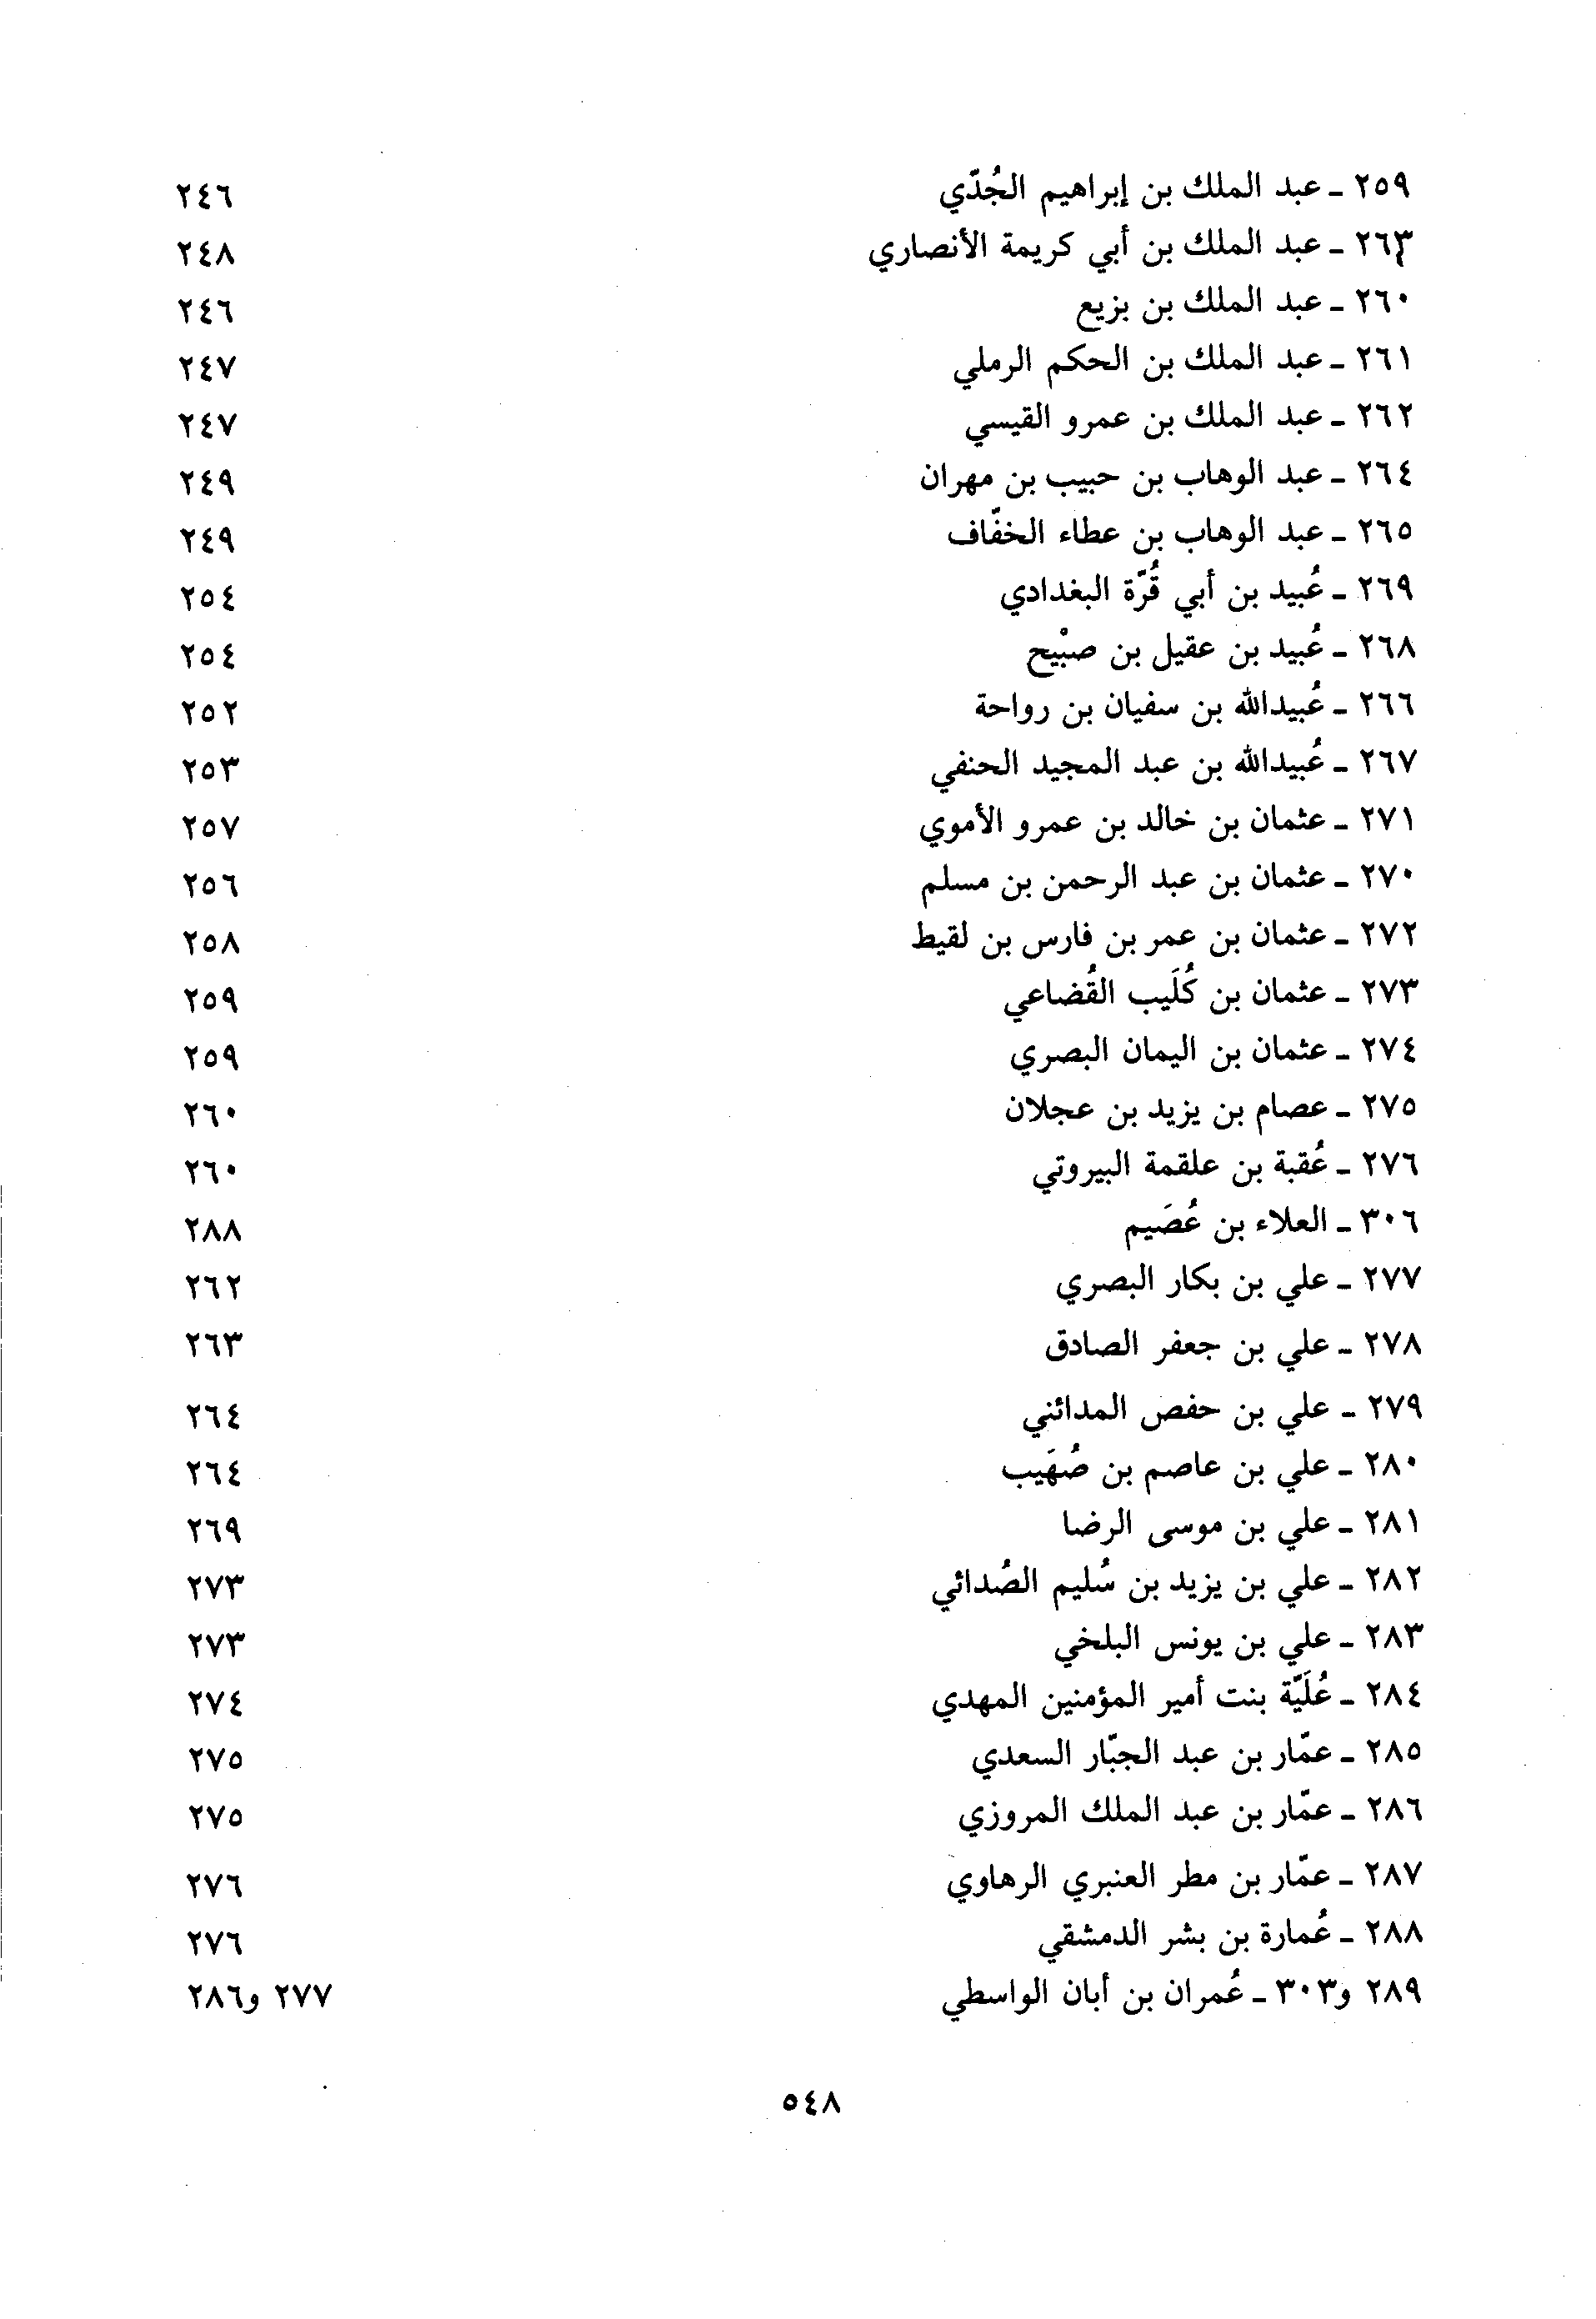 ٢٥٩ ـ عبد الملك بن إبراهيم الجُدّي ٢٤٦
٢٦٣ ـ عبد الملك بن أبي كريمة الأنصاري ٢٤٨
٢٦٠ ـ عبد الملك بن بزيع ٢٤٦
٢٦١ ـ عبد الملك بن الحكم الرملي ٢٤٧
٢٦٢ ـ عبد الملك بن عمرو القيسي ٢٤٧
٢٦٤ ـ عبد الوهاب بن حبيب بن مهران ٢٤٩
٢٦٥ ـ عبد الوهاب بن عطاء الخفّاف ٢٤٩
٢٦٩ ـ عُبيد بن أبي قُرّة البغدادي ٢٥٤
٢٦٨ ـ عُبيد بن عقيل بن صبْيح ٢٥٤
٢٦٦ ـ عُبيدالله بن سفيان بن رواحة ٢٥٢
٢٦٧ ـ عُبيدالله بن عبد المجيد الحنفي ٢٥٣
٢٧١ ـ عثمان بن خالد بن عمرو الأموي ٢٥٧
٢٧٠ ـ عثمان بن عبد الرحمن بن مسلم ٢٥٦
٢٧٢ ـ عثمان بن عمر بن فارس بن لقيط ٢٥٨
٢٧٣ ـ عثمان بن كُلَيب القُضاعي ٢٥٩
٢٧٤ ـ عثمان بن اليمان البصري ٢٥٩
٢٧٥ ـ عصام بن يزيد بن عجلان ٢٦٠
٢٧٦ ـ عُقبة بن علقمة البيروتي ٢٦٠
٣٠٦ ـ العلاء بن عُصَيم ٢٨٨
٢٧٧ ـ علي بن بكار البصري ٢٦٢
٢٧٨ ـ علي بن جعفر الصادق ٢٦٣
٢٧٩ ـ علي بن حفص المدائني ٢٦٤
٢٨٠ ـ علي بن عاصم بن صُهَيب ٢٦٤
٢٨١ ـ علي بن موسى الرضا ٢٦٩
٢٨٢ ـ علي بن يزيد بن سُليم الصُدائي ٢٧٣
٢٨٣ ـ علي بن يونس البلخي ٢٧٣
٢٨٤ ـ عُلَيّة بنت أمير المؤمنين المهدي ٢٧٤
٢٨٥ ـ عمّار بن عبد الجبّار السعدي ٢٧٥
٢٨٦ ـ عمّار بن عبد الملك المروزي ٢٧٥
٢٨٧ ـ عمّار بن مطر العنبري الرهاوي ٢٧٦
٢٨٨ ـ عُمارة بن بشر الدمشقي ٢٧٦
٢٨٩ و٣٠٣ ـ عُمران بن أبان الواسطي ٢٧٧ و٢٨٦
٥٤٨